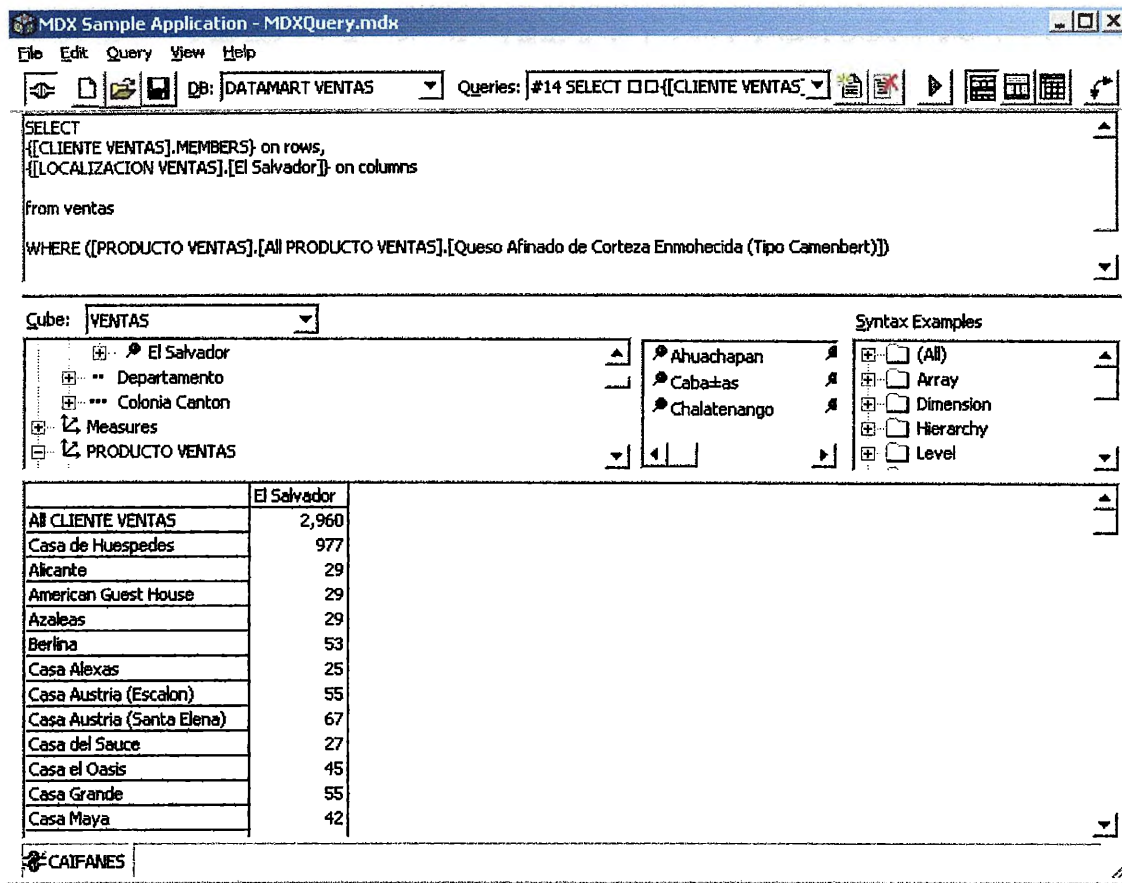 MDX Sample Application - MDXQuery.mdx
File Edit Query View Help
DB: DATAMART VENTAS Queries: #14 SELECT □□{[CLIENTE VENTAS]
SELECT
{[CLIENTE VENTAS].MEMBERS} on rows,
{[LOCALIZACION VENTAS].[El Salvador]} on columns
from ventas
WHERE ([PRODUCTO VENTAS].[All PRODUCTO VENTAS].[Queso Afinado de Corteza Enmohecida (Tipo Camenbert)])
Cube: VENTAS
Syntax Examples
El Salvador
Departamento
Colonia Canton
Measures
PRODUCTO VENTAS
Ahuachapan
Caba±as
Chalatenango
(All)
Array
Dimension
Hierarchy
Level
El Salvador
All CLIENTE VENTAS 2,960
Casa de Huespedes 977
Alicante 29
American Guest House 29
Azaleas 29
Berlina 53
Casa Alexas 25
Casa Austria (Escalon) 55
Casa Austria (Santa Elena) 67
Casa del Sauce 27
Casa el Oasis 45
Casa Grande 55
Casa Maya 42
CAIFANES